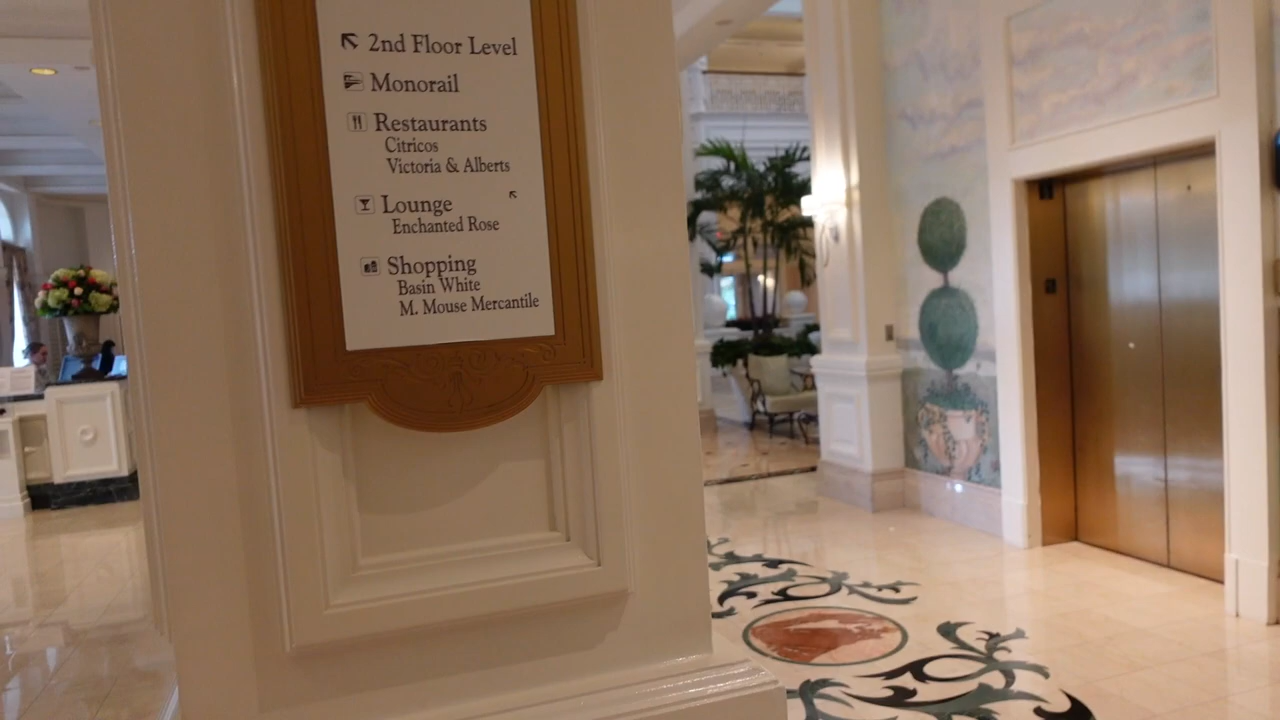 2nd Floor Level
Monorail
Restaurants
Citricos
Victoria & Alberts
Lounge
Enchanted Rose
Shopping
Basin White
M. Mouse Mercantile